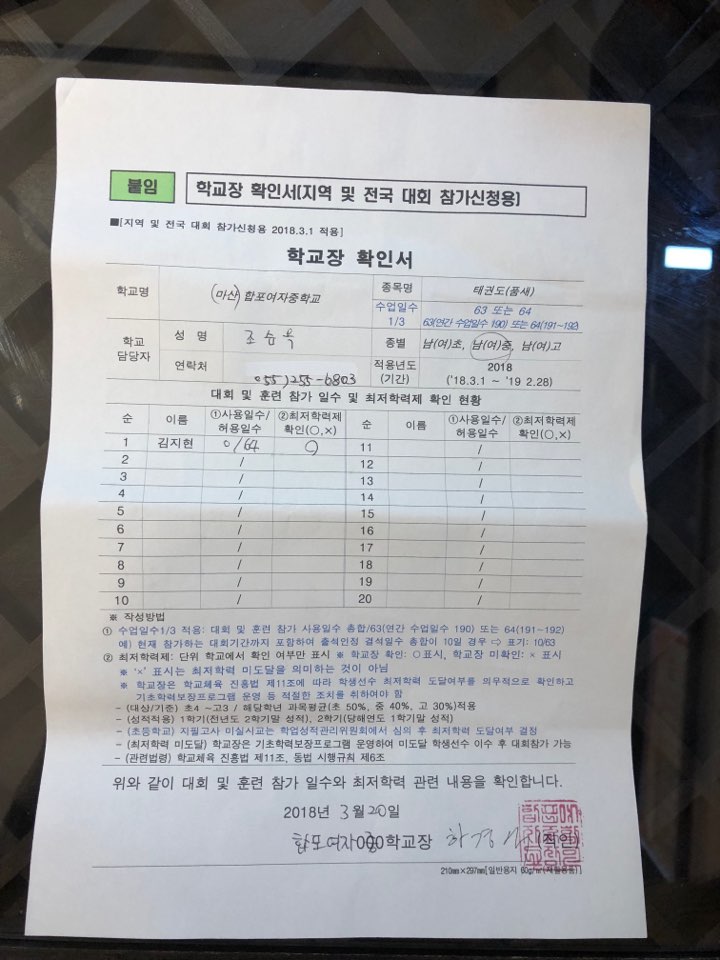 붙임
학교장 확인서(지역 및 전국 대회 참가신청용)
■[지역 및 전국 대회 참가신청용 2018.3.1 적용]
학교장 확인서
학교명 (마산) 합포여자중학교 종목명 태권도(품새)
수업일수 1/3 63 또는 64
63(연간 수업일수 190) 또는 64(191~192)
학교 담당자 성 명 조승옥 종별 남(여)초, 남(여)중, 남(여)고
연락처 055)255-6803 적용년도 (기간) 2018
('18.3.1 ~ '19 2.28)
대회 및 훈련 참가 일수 및 최저학력제 확인 현황
순 이름 ①사용일수/허용일수 ②최저학력제 확인(○,×) 순 이름 ①사용일수/허용일수 ②최저학력제 확인(○,×)
1 김지현 0/64 ○ 11 /
2 / 12 /
3 / 13 /
4 / 14 /
5 / 15 /
6 / 16 /
7 / 17 /
8 / 18 /
9 / 19 /
10 / 20 /
※ 작성방법
① 수업일수1/3 적용: 대회 및 훈련 참가 사용일수 총합/63(연간 수업일수 190) 또는 64(191~192)
예) 현재 참가하는 대회기간까지 포함하여 출석인정 결석일수 총합이 10일 경우 ⇨ 표기: 10/63
② 최저학력제: 단위 학교에서 확인 여부만 표시 ※ 학교장 확인: ○표시, 학교장 미확인: × 표시
※ '×' 표시는 최저학력 미도달을 의미하는 것이 아님
※ 학교장은 학교체육 진흥법 제11조에 따라 학생선수 최저학력 도달여부를 의무적으로 확인하고
기초학력보장프로그램 운영 등 적절한 조치를 취하여야 함
- (대상/기준) 초4 ~고3 / 해당학년 과목평균(초 50%, 중 40%, 고 30%)적용
- (성적적용) 1학기(전년도 2학기말 성적), 2학기(당해연도 1학기말 성적)
- (초등학교) 지필고사 미실시교는 학업성적관리위원회에서 심의 후 최저학력 도달여부 결정
- (최저학력 미도달) 학교장은 기초학력보장프로그램 운영하여 미도달 학생선수 이수 후 대회참가 가능
- (관련법령) 학교체육 진흥법 제11조, 동법 시행규칙 제6조
위와 같이 대회 및 훈련 참가 일수와 최저학력 관련 내용을 확인합니다.
2018년 3월 20일
합포여자중학교장 (직인)
210㎜×297㎜[일반용지 60g/㎡(재활용품)]